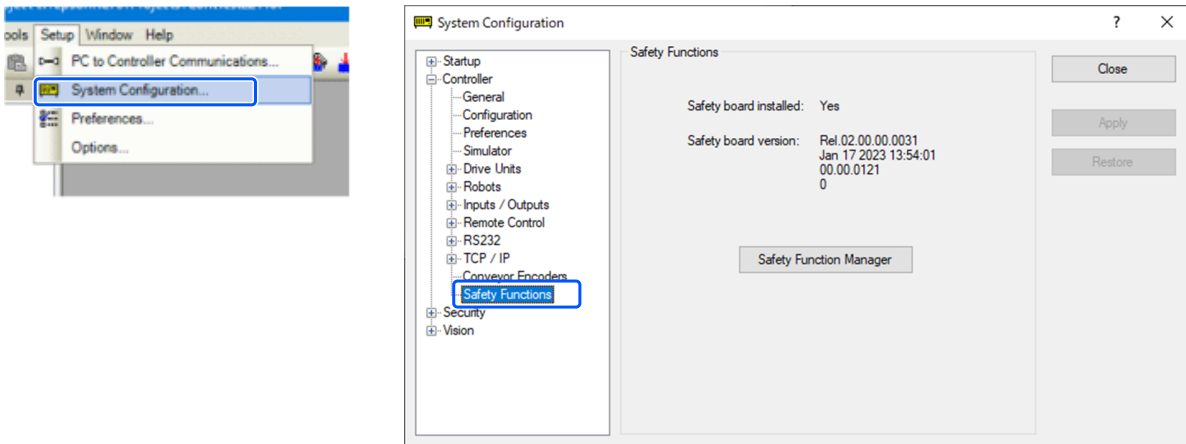 ools Setup Window Help
PC to Controller Communications...
System Configuration...
Preferences...
Options...
System Configuration
? 
Startup
Controller
General
Configuration
Preferences
Simulator
Drive Units
Robots
Inputs / Outputs
Remote Control
RS232
TCP / IP
Conveyor Encoders
Safety Functions
Security
Vision
Safety Functions
Safety board installed: Yes
Safety board version: Rel.02.00.00.0031
Jan 17 2023 13:54:01
00.00.0121
0
Safety Function Manager
Close
Apply
Restore